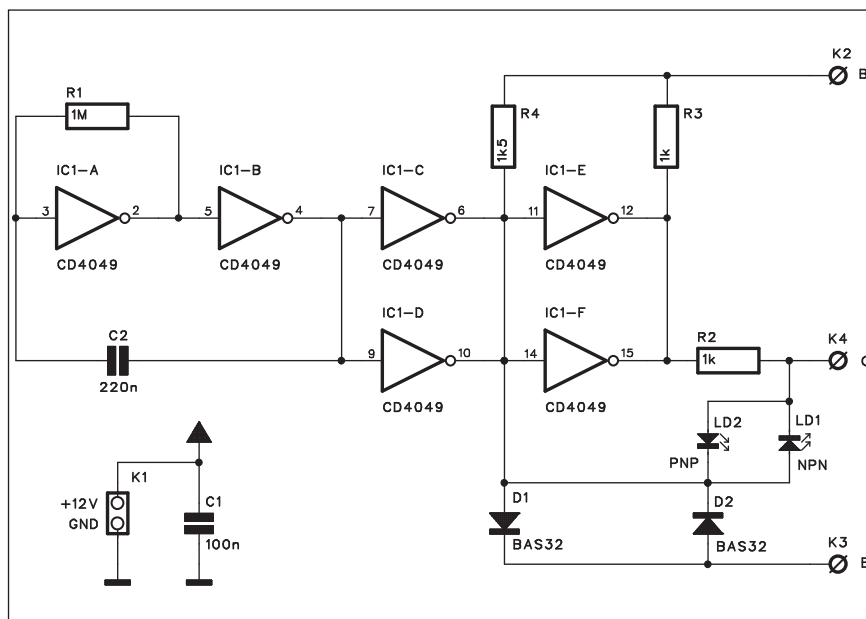 K2
B
R1
1M
R4
1k5
R3
1k
IC1-A
IC1-B
IC1-C
IC1-E
3
2
5
4
7
6
11
12
CD4049
CD4049
CD4049
CD4049
IC1-D
IC1-F
C2
220n
9
10
14
15
R2
1k
K4
CD4049
CD4049
LD2
LD1
PNP
NPN
K1
+12V
GND
C1
100n
D1
D2
BAS32
BAS32
K3
E